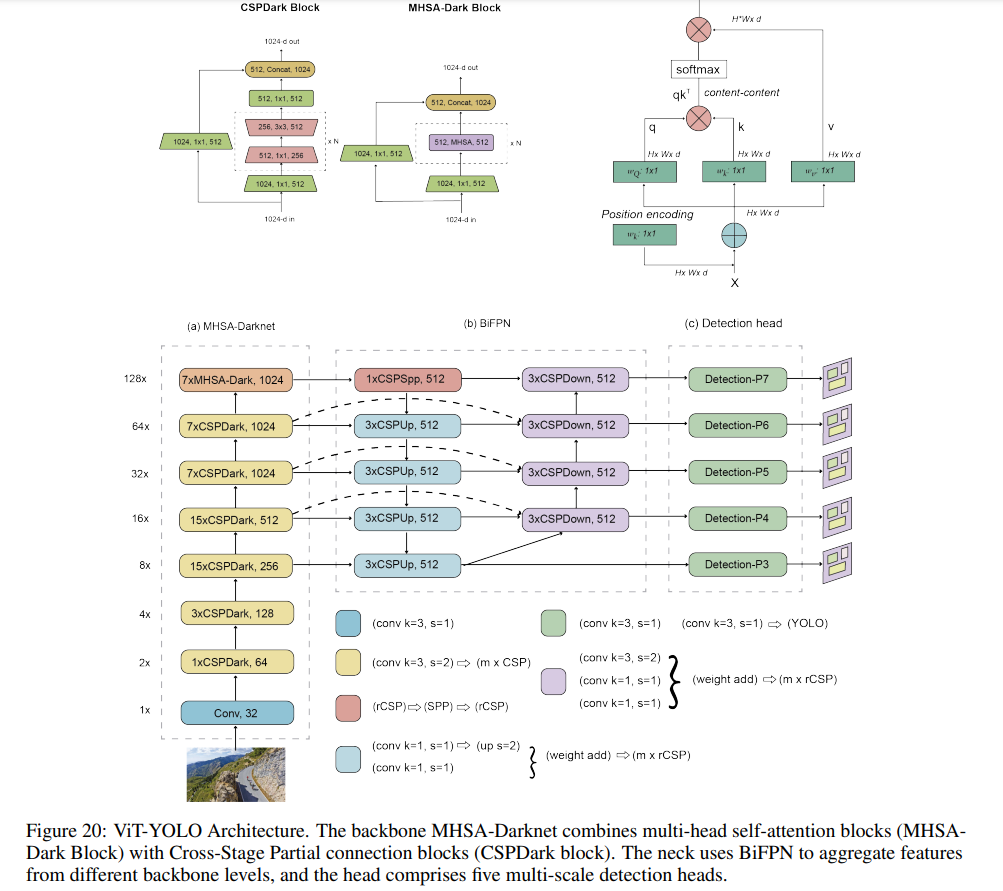 CSPDark Block
MHSA-Dark Block
1024-d out
512, Concat, 1024
512, 1x1, 512
256, 3x3, 512
1024, 1x1, 512
x N
512, 1x1, 256
1024, 1x1, 512
1024-d in
1024-d out
512, Concat, 1024
512, MHSA, 512
x N
1024, 1x1, 512
1024, 1x1, 512
1024-d in
H*Wx d
softmax
qkᵀ content-content
q
k
v
Hx Wx d
Hx Wx d
Hx Wx d
w_Q: 1x1
w_k: 1x1
w_v: 1x1
Position encoding
Hx Wx d
w_k: 1x1
Hx Wx d
X
(a) MHSA-Darknet
(b) BiFPN
(c) Detection head
128x
7xMHSA-Dark, 1024
1xCSPSpp, 512
3xCSPDown, 512
Detection-P7
64x
7xCSPDark, 1024
3xCSPUp, 512
3xCSPDown, 512
Detection-P6
32x
7xCSPDark, 1024
3xCSPUp, 512
3xCSPDown, 512
Detection-P5
16x
15xCSPDark, 512
3xCSPUp, 512
3xCSPDown, 512
Detection-P4
8x
15xCSPDark, 256
3xCSPUp, 512
Detection-P3
4x
3xCSPDark, 128
2x
1xCSPDark, 64
1x
Conv, 32
(conv k=3, s=1)
(conv k=3, s=2) ⇨ (m x CSP)
(rCSP)⇨(SPP) ⇨ (rCSP)
(conv k=1, s=1) ⇨ (up s=2)
(conv k=1, s=1)
} (weight add) ⇨(m x rCSP)
(conv k=3, s=1) (conv k=3, s=1) ⇨ (YOLO)
(conv k=3, s=2)
(conv k=1, s=1)
(conv k=1, s=1)
} (weight add) ⇨(m x rCSP)
Figure 20: ViT-YOLO Architecture. The backbone MHSA-Darknet combines multi-head self-attention blocks (MHSA-
Dark Block) with Cross-Stage Partial connection blocks (CSPDark block). The neck uses BiFPN to aggregate features
from different backbone levels, and the head comprises five multi-scale detection heads.